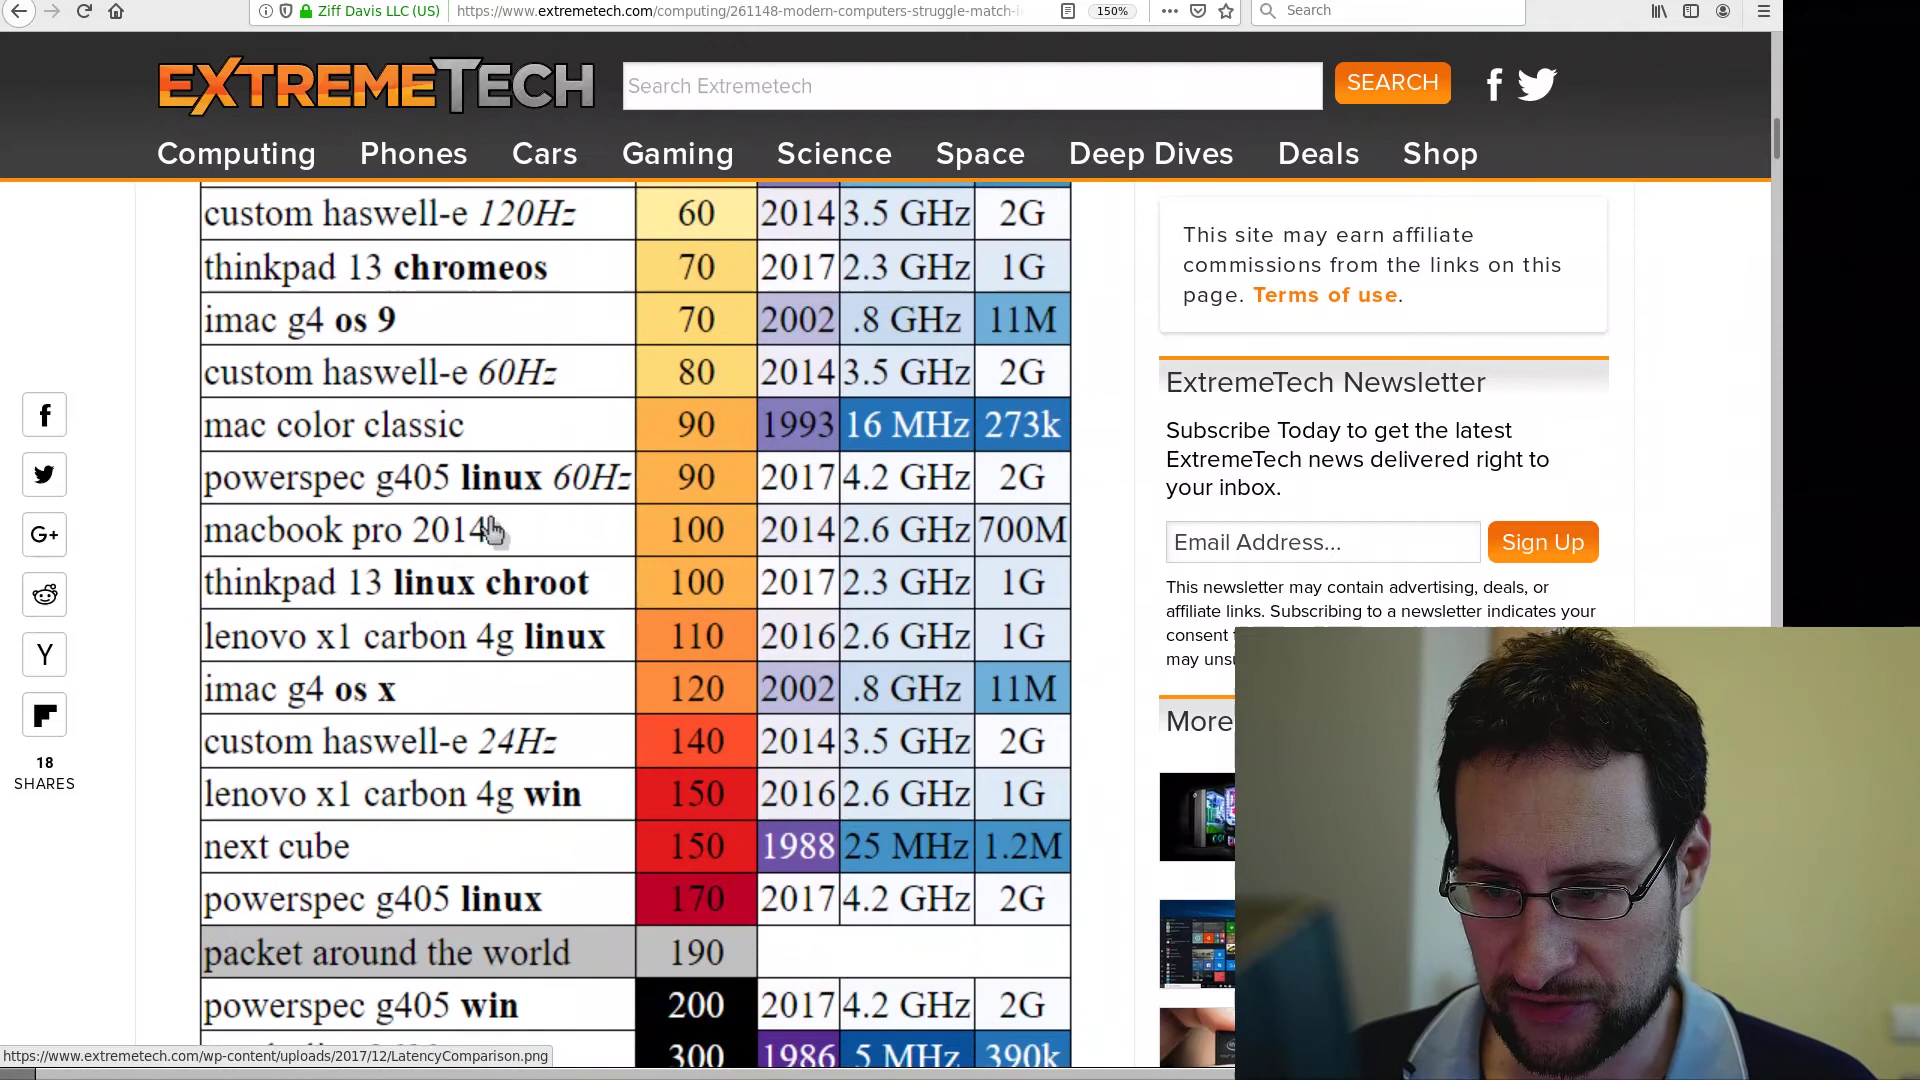 Ziff Davis LLC (US)
https://www.extremetech.com/computing/261148-modern-computers-struggle-match-i
150%
Search
EXTREMETECH
Search Extremetech
SEARCH
Computing Phones Cars Gaming Science Space Deep Dives Deals Shop
custom haswell-e 120Hz 60 2014 3.5 GHz 2G
thinkpad 13 chromeos 70 2017 2.3 GHz 1G
imac g4 os 9 70 2002 .8 GHz 11M
custom haswell-e 60Hz 80 2014 3.5 GHz 2G
mac color classic 90 1993 16 MHz 273k
powerspec g405 linux 60Hz 90 2017 4.2 GHz 2G
macbook pro 2014 100 2014 2.6 GHz 700M
thinkpad 13 linux chroot 100 2017 2.3 GHz 1G
lenovo x1 carbon 4g linux 110 2016 2.6 GHz 1G
imac g4 os x 120 2002 .8 GHz 11M
custom haswell-e 24Hz 140 2014 3.5 GHz 2G
lenovo x1 carbon 4g win 150 2016 2.6 GHz 1G
next cube 150 1988 25 MHz 1.2M
powerspec g405 linux 170 2017 4.2 GHz 2G
packet around the world 190
powerspec g405 win 200 2017 4.2 GHz 2G
300 1986 5 MHz 390k
G+
Y
18
SHARES
This site may earn affiliate
commissions from the links on this
page. Terms of use.
ExtremeTech Newsletter
Subscribe Today to get the latest
ExtremeTech news delivered right to
your inbox.
Email Address...
Sign Up
This newsletter may contain advertising, deals, or
affiliate links. Subscribing to a newsletter indicates your
consent
may
More
https://www.extremetech.com/wp-content/uploads/2017/12/LatencyComparison.png